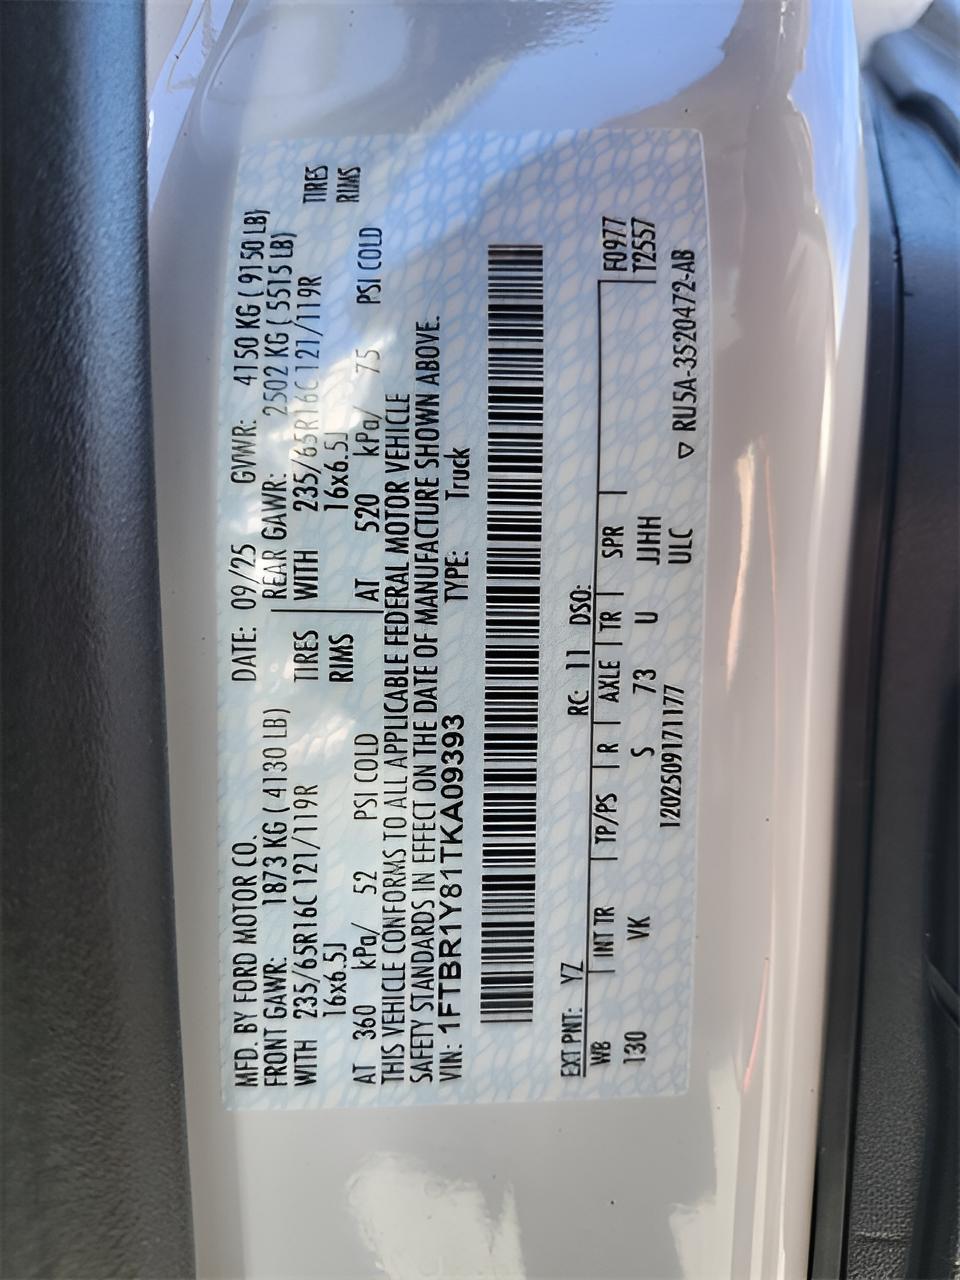 MFD. BY FORD MOTOR CO. DATE: 09/25 GVWR: 4150 KG ( 9150 LB)
FRONT GAWR: 1873 KG ( 4130 LB) REAR GAWR: 2502 KG ( 5515 LB)
WITH 235/65R16C 121/119R TIRES WITH 235/65R16C 121/119R TIRES
16x6.5J RIMS 16x6.5J RIMS
AT 360 kPa/ 52 PSI COLD AT 520 kPa/ 75 PSI COLD
THIS VEHICLE CONFORMS TO ALL APPLICABLE FEDERAL MOTOR VEHICLE
SAFETY STANDARDS IN EFFECT ON THE DATE OF MANUFACTURE SHOWN ABOVE.
VIN: 1FTBR1Y81TKA09393 TYPE: Truck
EXT PNT: YZ RC: 11 DSO:
WB INT TR TP/PS R AXLE TR SPR F0977
130 VK S 73 U JJHH T2557
1202509171177 ULC
▽ RU5A-3520472-AB